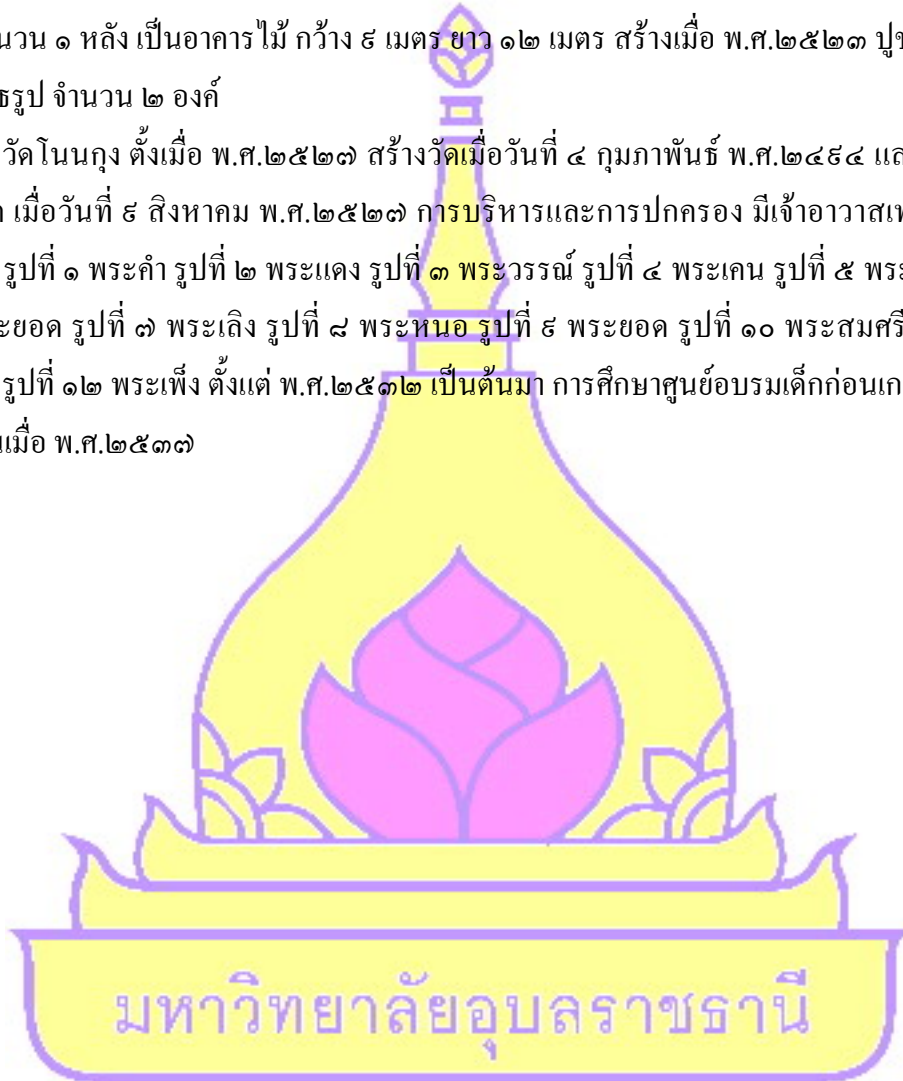 นวน ๑ หลัง เป็นอาคารไม้ กว้าง ๙ เมตร ยาว ๑๒ เมตร สร้างเมื่อ พ.ศ.๒๕๒๓
ธรูป จำนวน ๒ องค์
วัดโนนกุง ตั้งเมื่อ พ.ศ.๒๕๒๗ สร้างวัดเมื่อวันที่ ๔ กุมภาพันธ์ พ.ศ.๒๔๙๔ แล
เมื่อวันที่ ๙ สิงหาคม พ.ศ.๒๕๒๗ การบริหารและการปกครอง มีเจ้าอาวาสเท
รูปที่ ๑ พระคำ รูปที่ ๒ พระแดง รูปที่ ๓ พระวรรณ์ รูปที่ ๔ พระเคน รูปที่ ๕ พระ
ะยอด รูปที่ ๗ พระเลิง รูปที่ ๘ พระหนอ รูปที่ ๙ พระยอด รูปที่ ๑๐ พระสมศรี
รูปที่ ๑๒ พระเพ็ง ตั้งแต่ พ.ศ.๒๕๓๒ เป็นต้นมา การศึกษาศูนย์อบรมเด็กก่อนเก
นเมื่อ พ.ศ.๒๕๓๗
มหาวิทยาลัยอุบลราชธานี